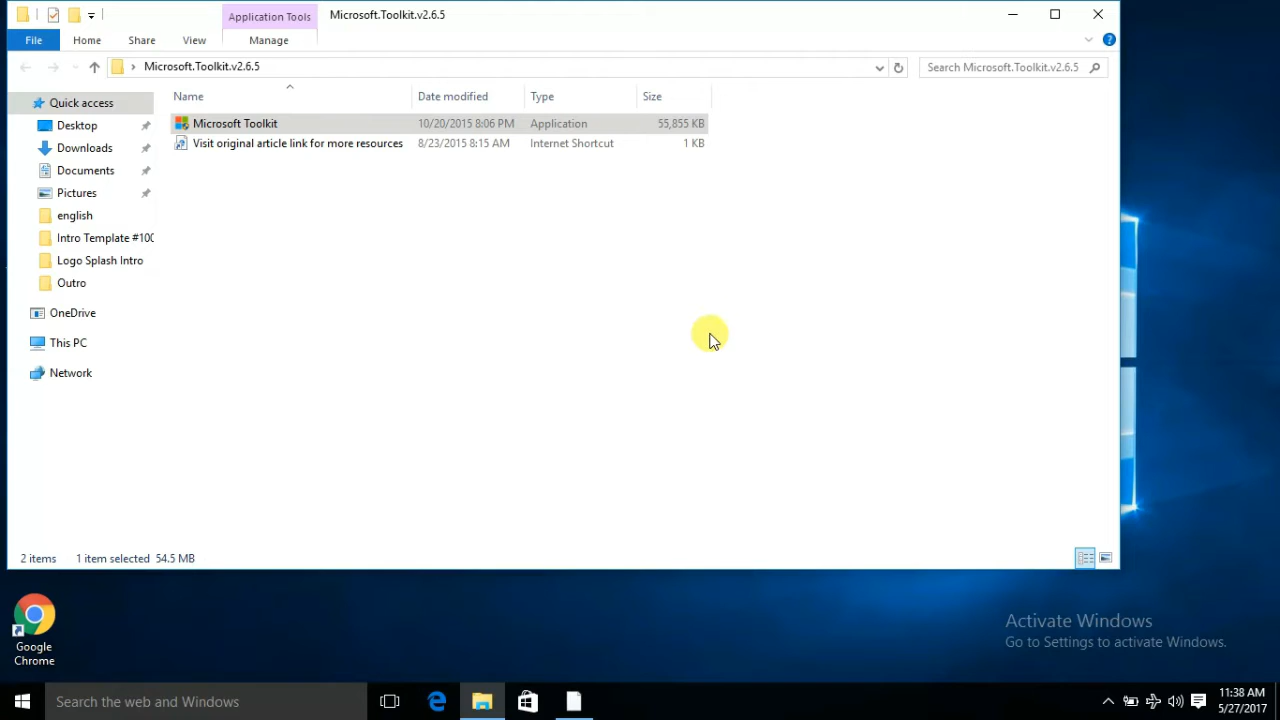 Application Tools
Microsoft.Toolkit.v2.6.5
File
Home
Share
View
Manage
Microsoft.Toolkit.v2.6.5
Search Microsoft.Toolkit.v2.6.5
Quick access
Desktop
Downloads
Documents
Pictures
english
Intro Template #100
Logo Splash Intro
Outro
OneDrive
This PC
Network
Name Date modified Type Size
Microsoft Toolkit 10/20/2015 8:06 PM Application 55,855 KB
Visit original article link for more resources 8/23/2015 8:15 AM Internet Shortcut 1 KB
2 items 1 item selected 54.5 MB
Google
Chrome
Activate Windows
Go to Settings to activate Windows.
Search the web and Windows
11:38 AM
5/27/2017